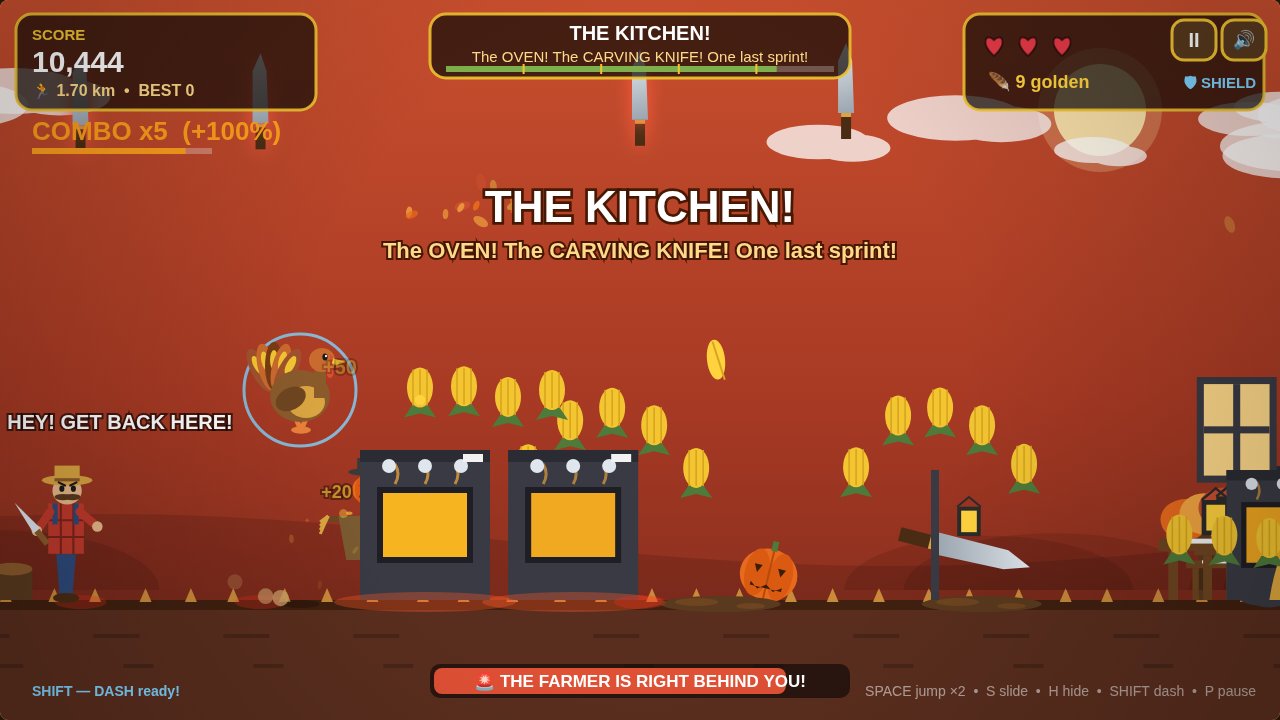 SCORE
10,444
🏃 1.70 km • BEST 0
COMBO x5 (+100%)
THE KITCHEN!
The OVEN! The CARVING KNIFE! One last sprint!
9 golden
SHIELD
THE KITCHEN!
The OVEN! The CARVING KNIFE! One last sprint!
+50
HEY! GET BACK HERE!
+20
SHIFT — DASH ready!
🚨 THE FARMER IS RIGHT BEHIND YOU!
SPACE jump ×2 • S slide • H hide • SHIFT dash • P pause